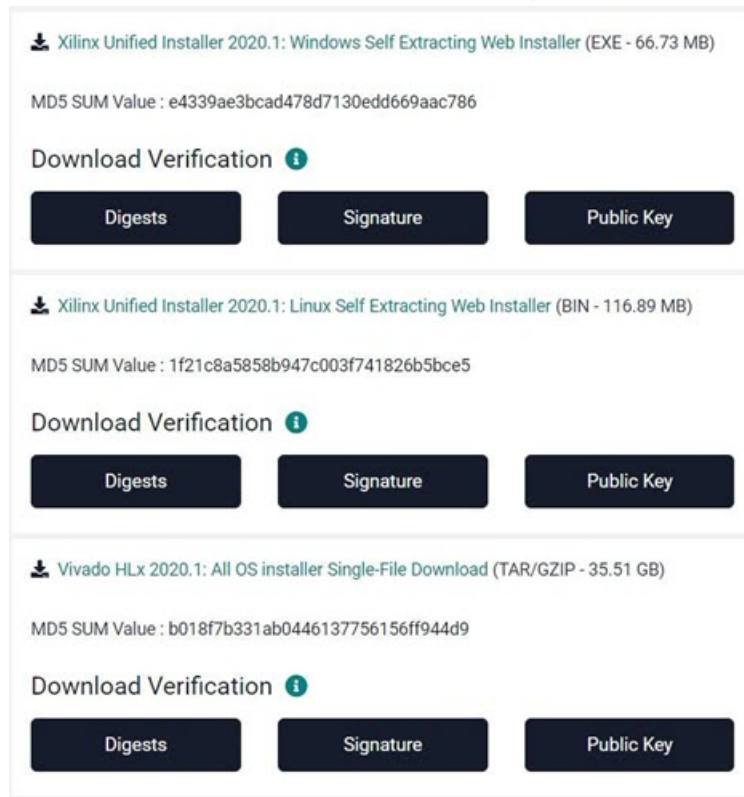 Xilinx Unified Installer 2020.1: Windows Self Extracting Web Installer (EXE - 66.73 MB)
MD5 SUM Value : e4339ae3bcad478d7130edd669aac786
Download Verification
Digests Signature Public Key
Xilinx Unified Installer 2020.1: Linux Self Extracting Web Installer (BIN - 116.89 MB)
MD5 SUM Value : 1f21c8a5858b947c003f741826b5bce5
Download Verification
Digests Signature Public Key
Vivado HLx 2020.1: All OS installer Single-File Download (TAR/GZIP - 35.51 GB)
MD5 SUM Value : b018f7b331ab0446137756156ff944d9
Download Verification
Digests Signature Public Key